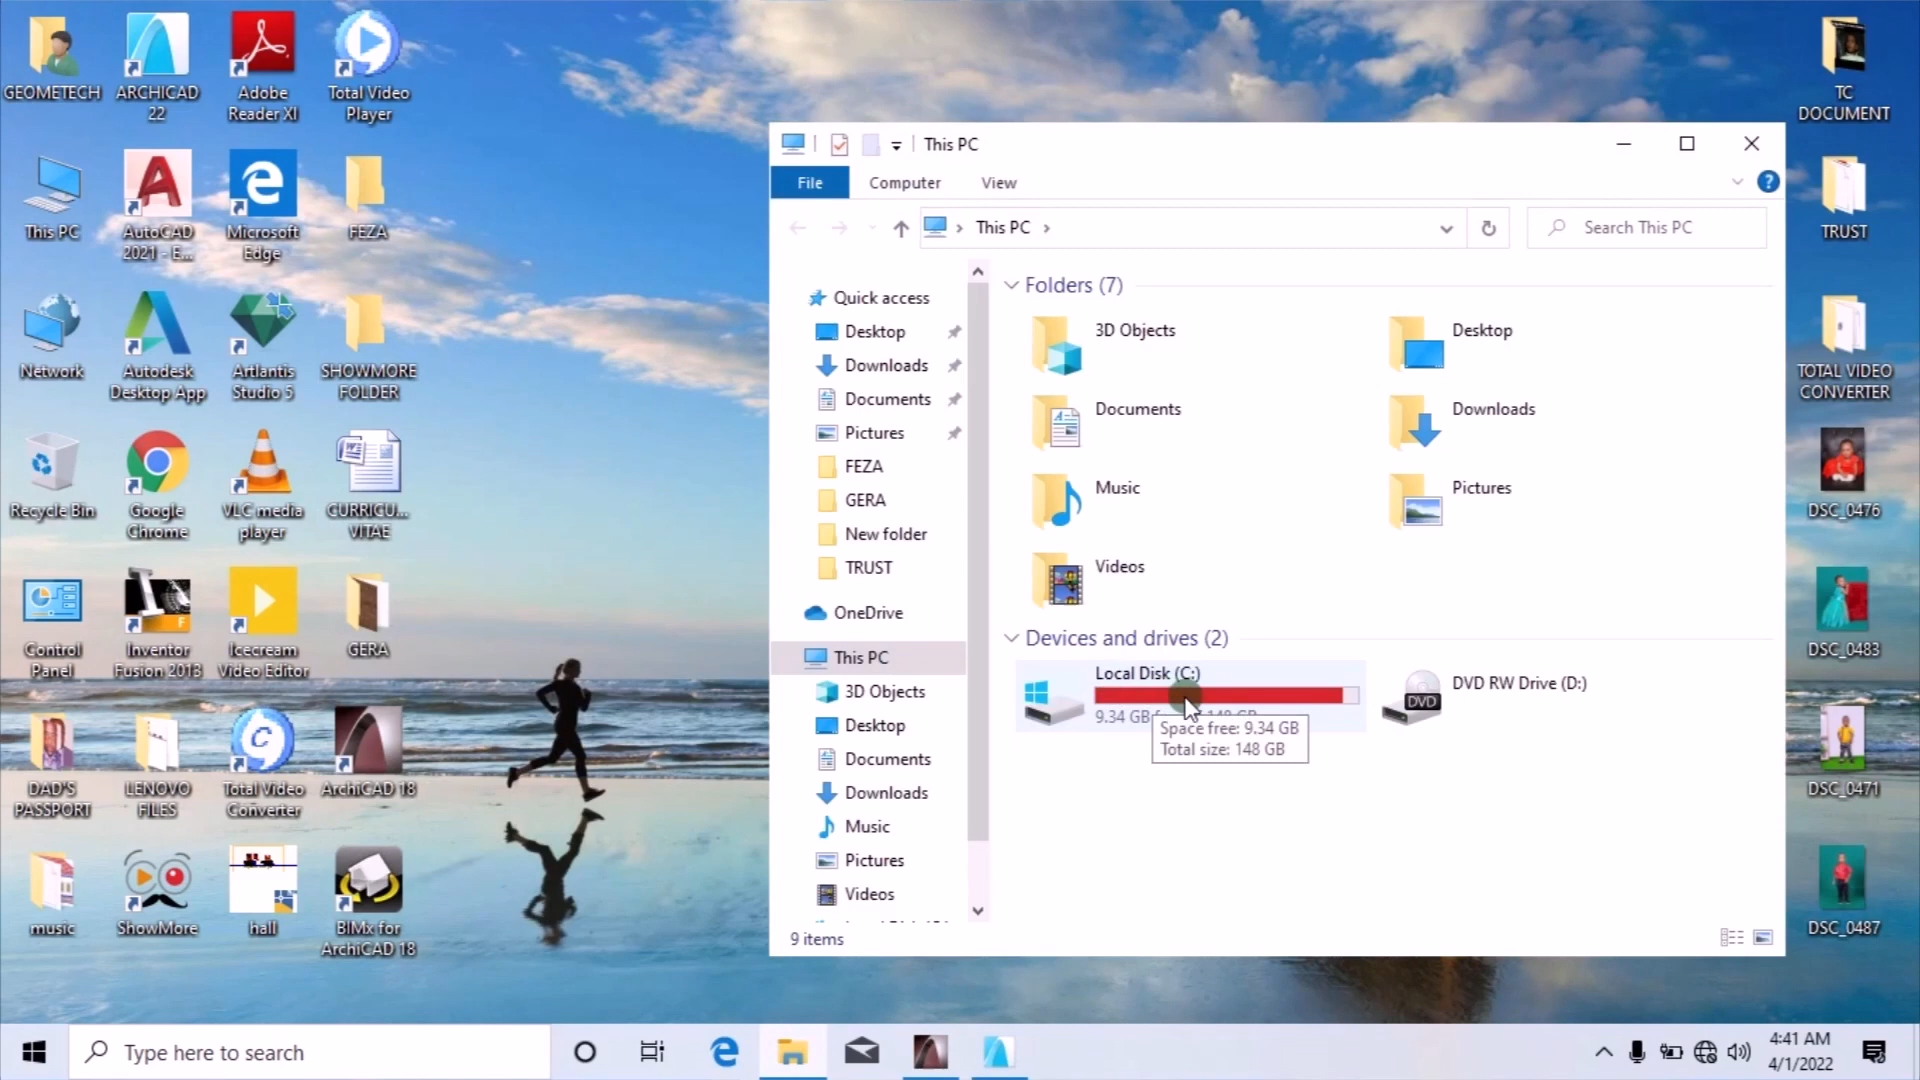 GEOMETECH
ARCHICAD
22
Adobe
Reader XI
Total Video
Player
This PC
AutoCAD
2021 - E...
Microsoft
Edge
FEZA
Network
Autodesk
Desktop App
Artlantis
Studio 5
SHOWMORE
FOLDER
Recycle Bin
Google
Chrome
VLC media
player
CURRICU...
VITAE
Control
Panel
Inventor
Fusion 2013
Icecream
Video Editor
GERA
DAD'S
PASSPORT
LENOVO
FILES
Total Video
Converter
ArchiCAD 18
music
ShowMore
hall
BIMx for
ArchiCAD 18
This PC
File Computer View
This PC
Search This PC
Quick access
Desktop
Downloads
Documents
Pictures
FEZA
GERA
New folder
TRUST
OneDrive
This PC
3D Objects
Desktop
Documents
Downloads
Music
Pictures
Videos
Folders (7)
3D Objects
Desktop
Documents
Downloads
Music
Pictures
Videos
Devices and drives (2)
Local Disk (C:)
9.34 GB
Space free: 9.34 GB
Total size: 148 GB
DVD
DVD RW Drive (D:)
9 items
TC
DOCUMENT
TRUST
TOTAL VIDEO
CONVERTER
DSC_0476
DSC_0483
DSC_0471
DSC_0487
Type here to search
4:41 AM
4/1/2022